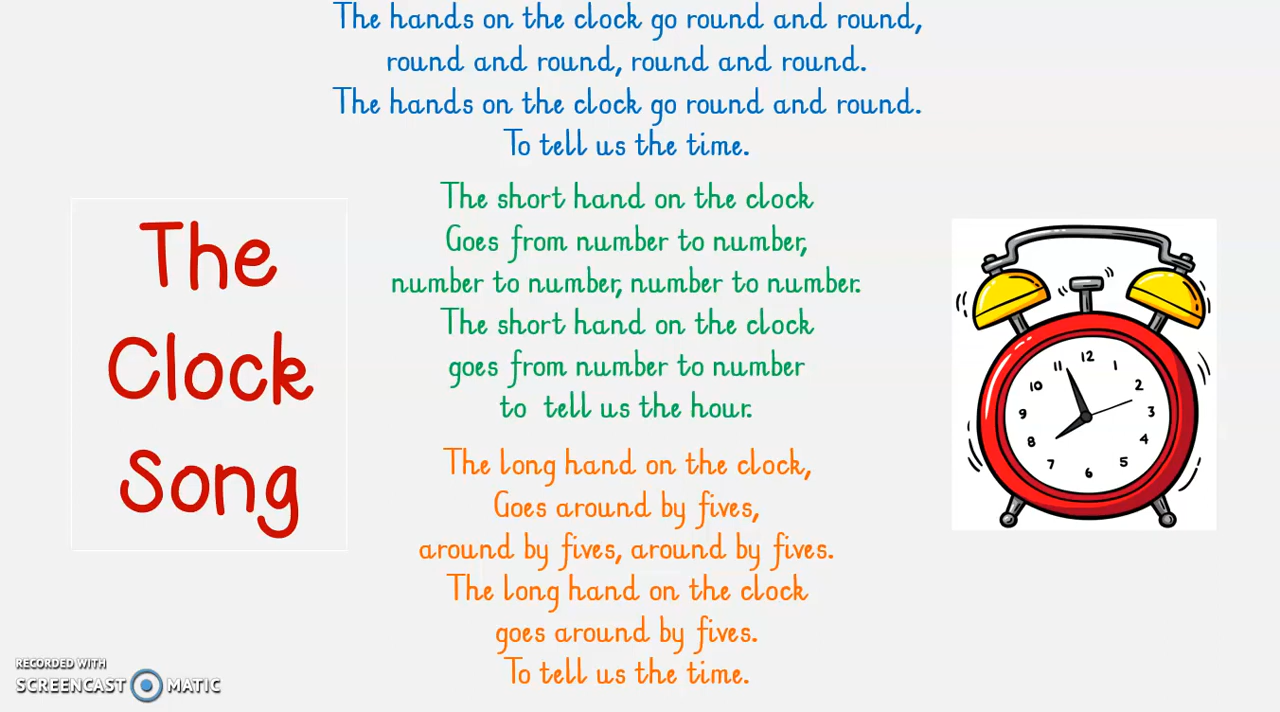 The hands on the clock go round and round,
round and round, round and round.
The hands on the clock go round and round.
To tell us the time.
The short hand on the clock
Goes from number to number,
number to number, number to number.
The short hand on the clock
goes from number to number
to tell us the hour.
The long hand on the clock,
Goes around by fives,
around by fives, around by fives.
The long hand on the clock
goes around by fives.
To tell us the time.
The
Clock
Song
12
1
2
3
4
5
6
7
8
9
10
11
RECORDED WITH
SCREENCAST MATIC